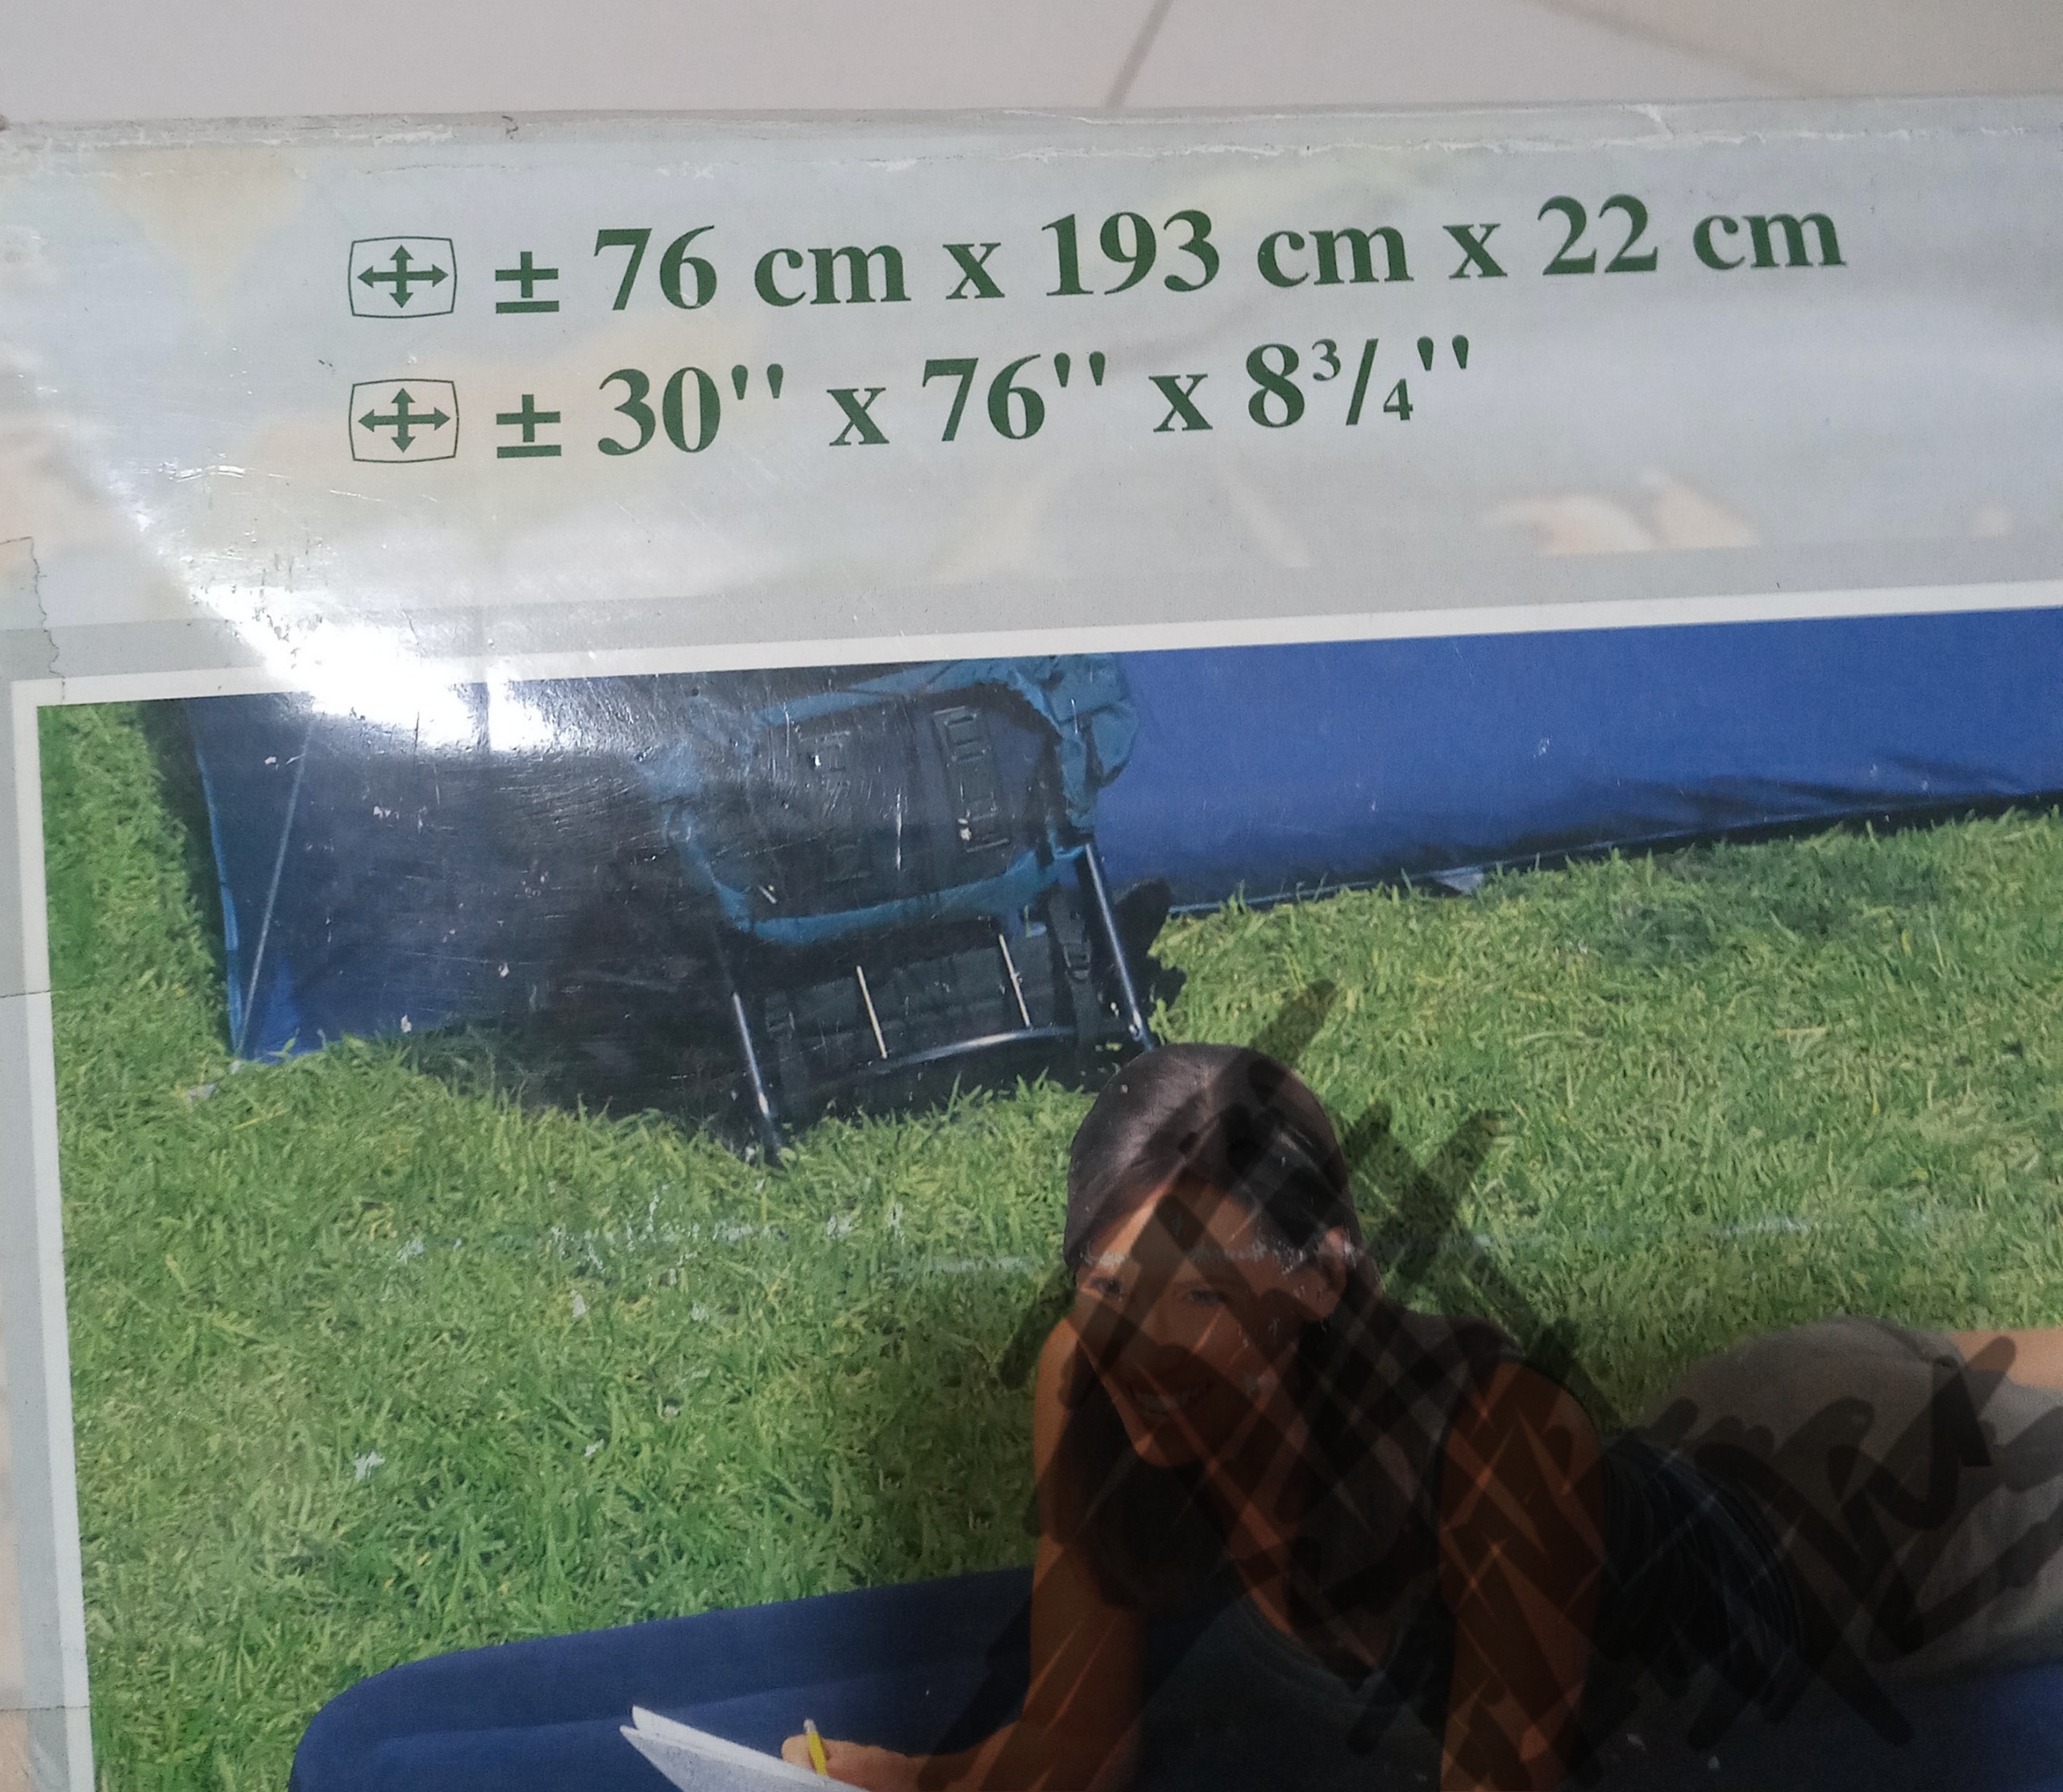 ± 76 cm x 193 cm x 22 cm
± 30'' x 76'' x 8³/₄''